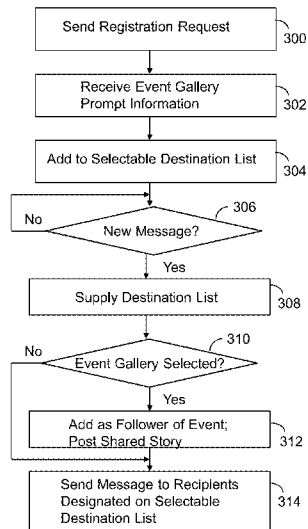 Send Registration Request
300
Receive Event Gallery
Prompt Information
302
Add to Selectable Destination List
304
306
No
New Message?
Yes
Supply Destination List
308
310
No
Event Gallery Selected?
Yes
Add as Follower of Event;
Post Shared Story
312
Send Message to Recipients
Designated on Selectable
Destination List
314